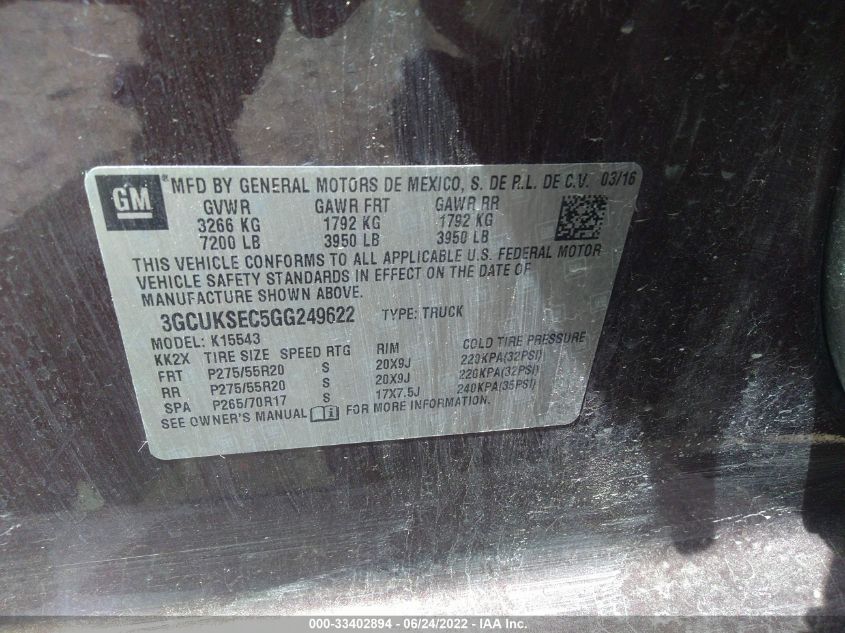 GM ® MFD BY GENERAL MOTORS DE MEXICO, S. DE R.L. DE C.V. 03/16
GVWR GAWR FRT GAWR RR
3266 KG 1792 KG 1792 KG
7200 LB 3950 LB 3950 LB
THIS VEHICLE CONFORMS TO ALL APPLICABLE U.S. FEDERAL MOTOR
VEHICLE SAFETY STANDARDS IN EFFECT ON THE DATE OF
MANUFACTURE SHOWN ABOVE.
3GCUKSEC5GG249622 TYPE: TRUCK
MODEL: K15543
KK2X TIRE SIZE SPEED RTG RIM COLD TIRE PRESSURE
FRT P275/55R20 S 20X9J 220KPA(32PSI)
RR P275/55R20 S 20X9J 220KPA(32PSI)
SPA P265/70R17 S 17X7.5J 240KPA(35PSI)
SEE OWNER'S MANUAL FOR MORE INFORMATION.
000-33402894 - 06/24/2022 - IAA Inc.